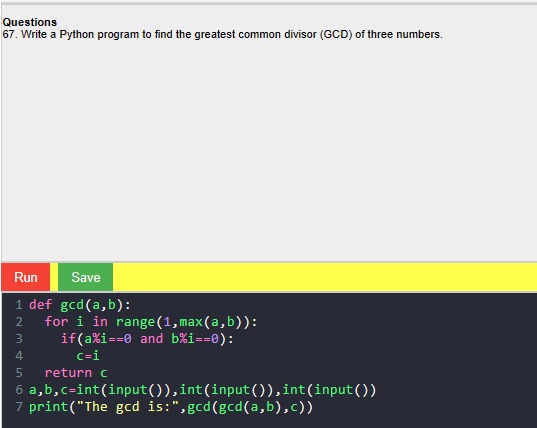 Questions
67. Write a Python program to find the greatest common divisor (GCD) of three numbers.
Run Save
1 def gcd(a,b):
2   for i in range(1,max(a,b)):
3     if(a%i==0 and b%i==0):
4       c=i
5   return c
6 a,b,c=int(input()),int(input()),int(input())
7 print("The gcd is:",gcd(gcd(a,b),c))